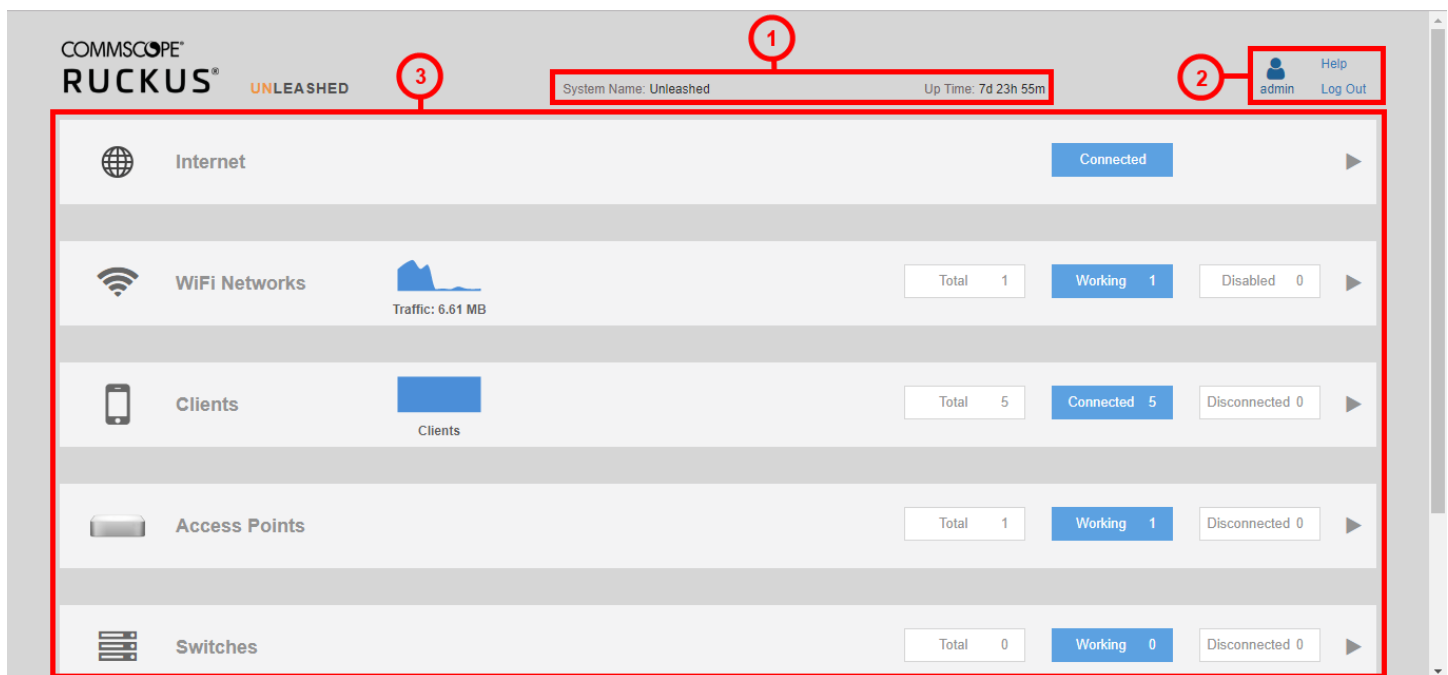 1
COMMSCOPE®
RUCKUS® UNLEASHED
3
System Name: Unleashed Up Time: 7d 23h 55m
2
admin
Help
Log Out
Internet Connected
WiFi Networks Total 1 Working 1 Disabled 0
Traffic: 6.61 MB
Clients Total 5 Connected 5 Disconnected 0
Clients
Access Points Total 1 Working 1 Disconnected 0
Switches Total 0 Working 0 Disconnected 0